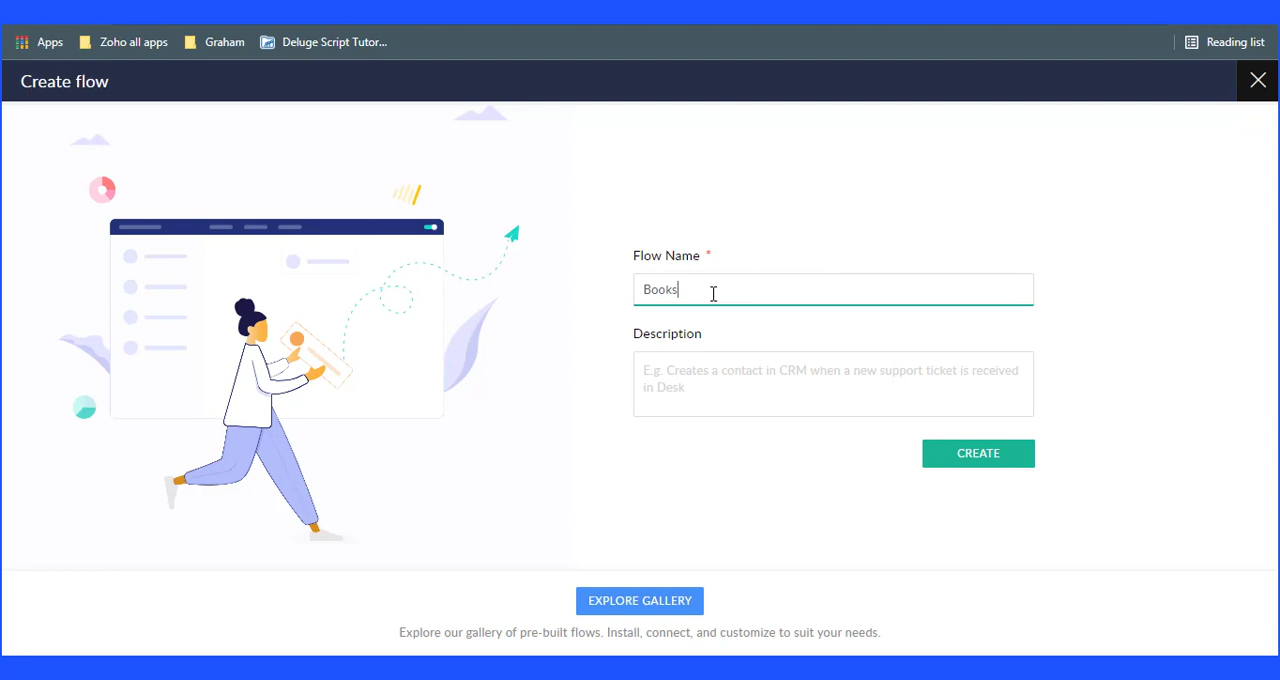 Apps
Zoho all apps
Graham
Deluge Script Tutor...
Reading list
Create flow
Flow Name *
Books
Description
E.g. Creates a contact in CRM when a new support ticket is received
in Desk
CREATE
EXPLORE GALLERY
Explore our gallery of pre-built flows. Install, connect, and customize to suit your needs.